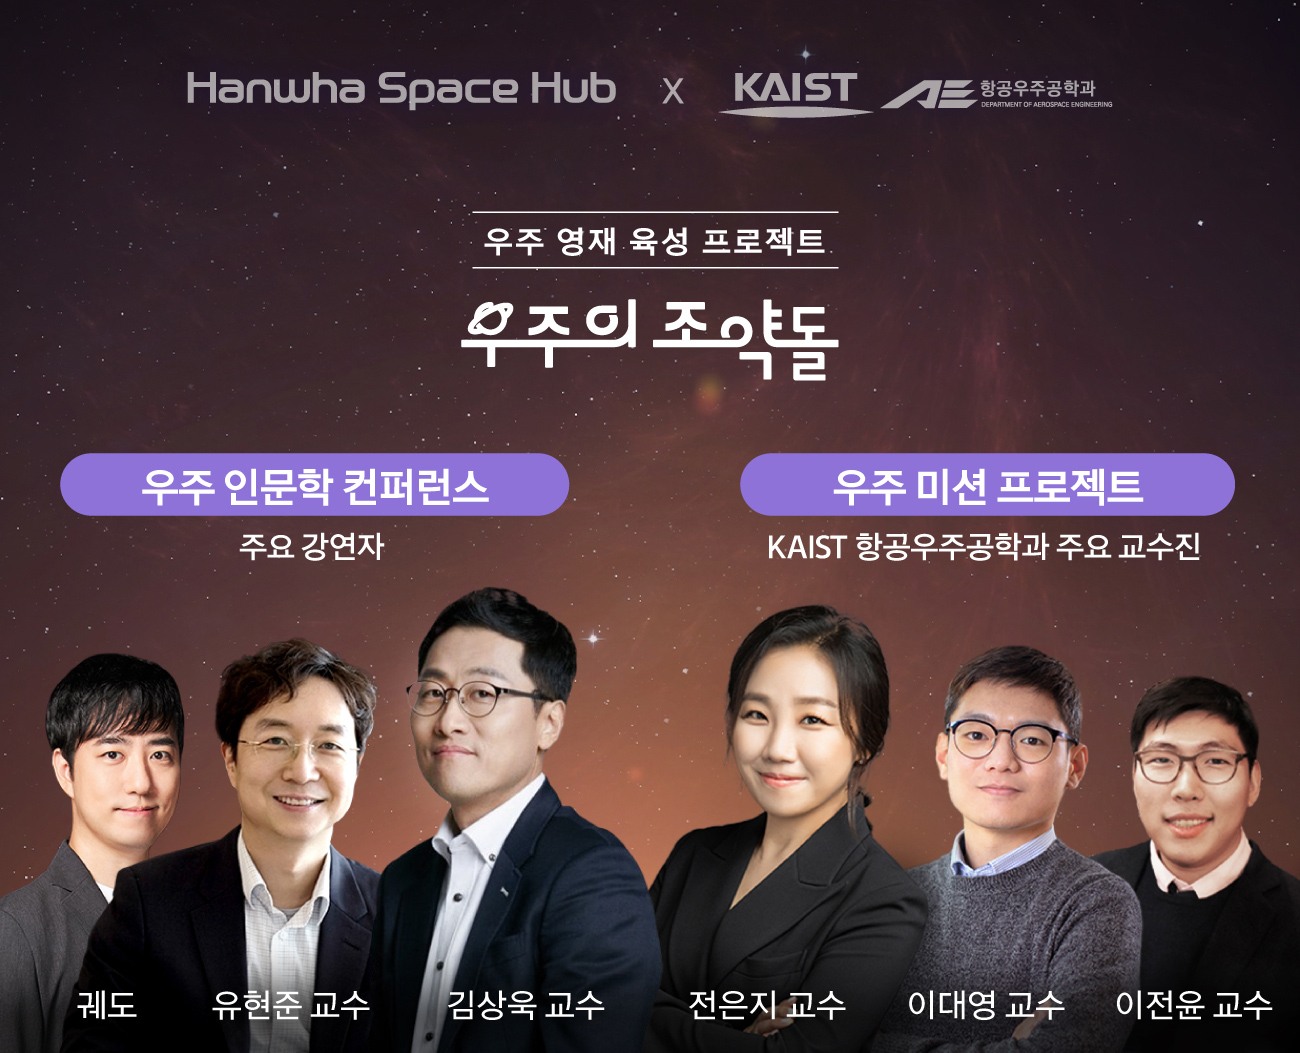 Hanwha Space Hub X KAIST AE 항공우주공학과
DEPARTMENT OF AEROSPACE ENGINEERING
우주 영재 육성 프로젝트
우주의 조약돌
우주 인문학 컨퍼런스
주요 강연자
우주 미션 프로젝트
KAIST 항공우주공학과 주요 교수진
궤도
유현준 교수
김상욱 교수
전은지 교수
이대영 교수
이전윤 교수